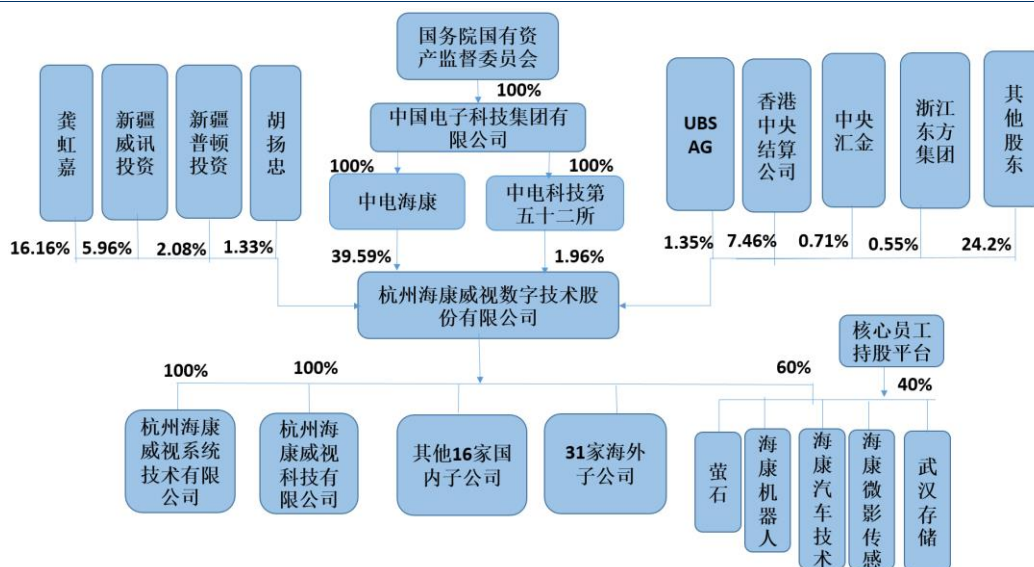 国务院国有资
产监督委员会
100%
中国电子科技集团有
限公司
100%
100%
中电海康
中电科技第
五十二所
39.59%
1.96%
龚虹嘉
新疆威讯投资
新疆普顿投资
胡扬忠
16.16%
5.96%
2.08%
1.33%
UBS
AG
香港中央结算公司
中央汇金
浙江东方集团
其他股东
1.35%
7.46%
0.71%
0.55%
24.2%
杭州海康威视数字技术股
份有限公司
核心员工
持股平台
100%
100%
60%
40%
杭州海康
威视系统
技术有限
公司
杭州海
康威视
科技有
限公司
其他16家国
内子公司
31家海外
子公司
萤石
海康机器人
海康汽车技术
海康微影传感
武汉存储